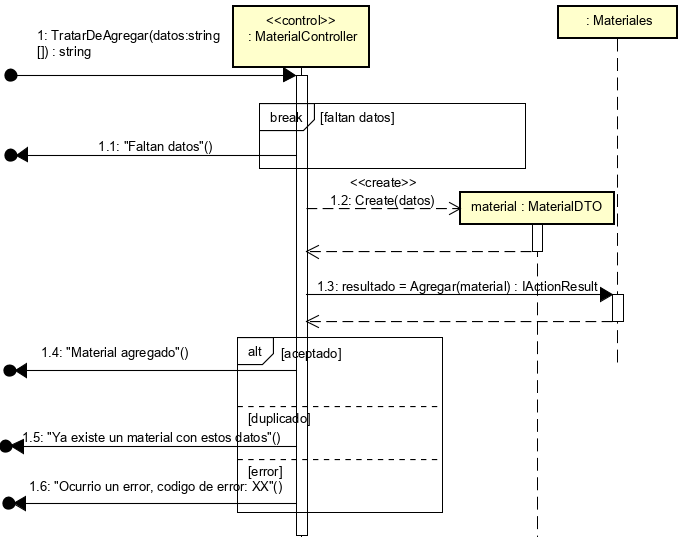 <<control>>
: MaterialController
: Materiales
1: TratarDeAgregar(datos:string
[]) : string
break
[faltan datos]
1.1: "Faltan datos"()
<<create>>
1.2: Create(datos)
material : MaterialDTO
1.3: resultado = Agregar(material) : IActionResult
1.4: "Material agregado"()
alt
[aceptado]
[duplicado]
1.5: "Ya existe un material con estos datos"()
[error]
1.6: "Ocurrio un error, codigo de error: XX"()